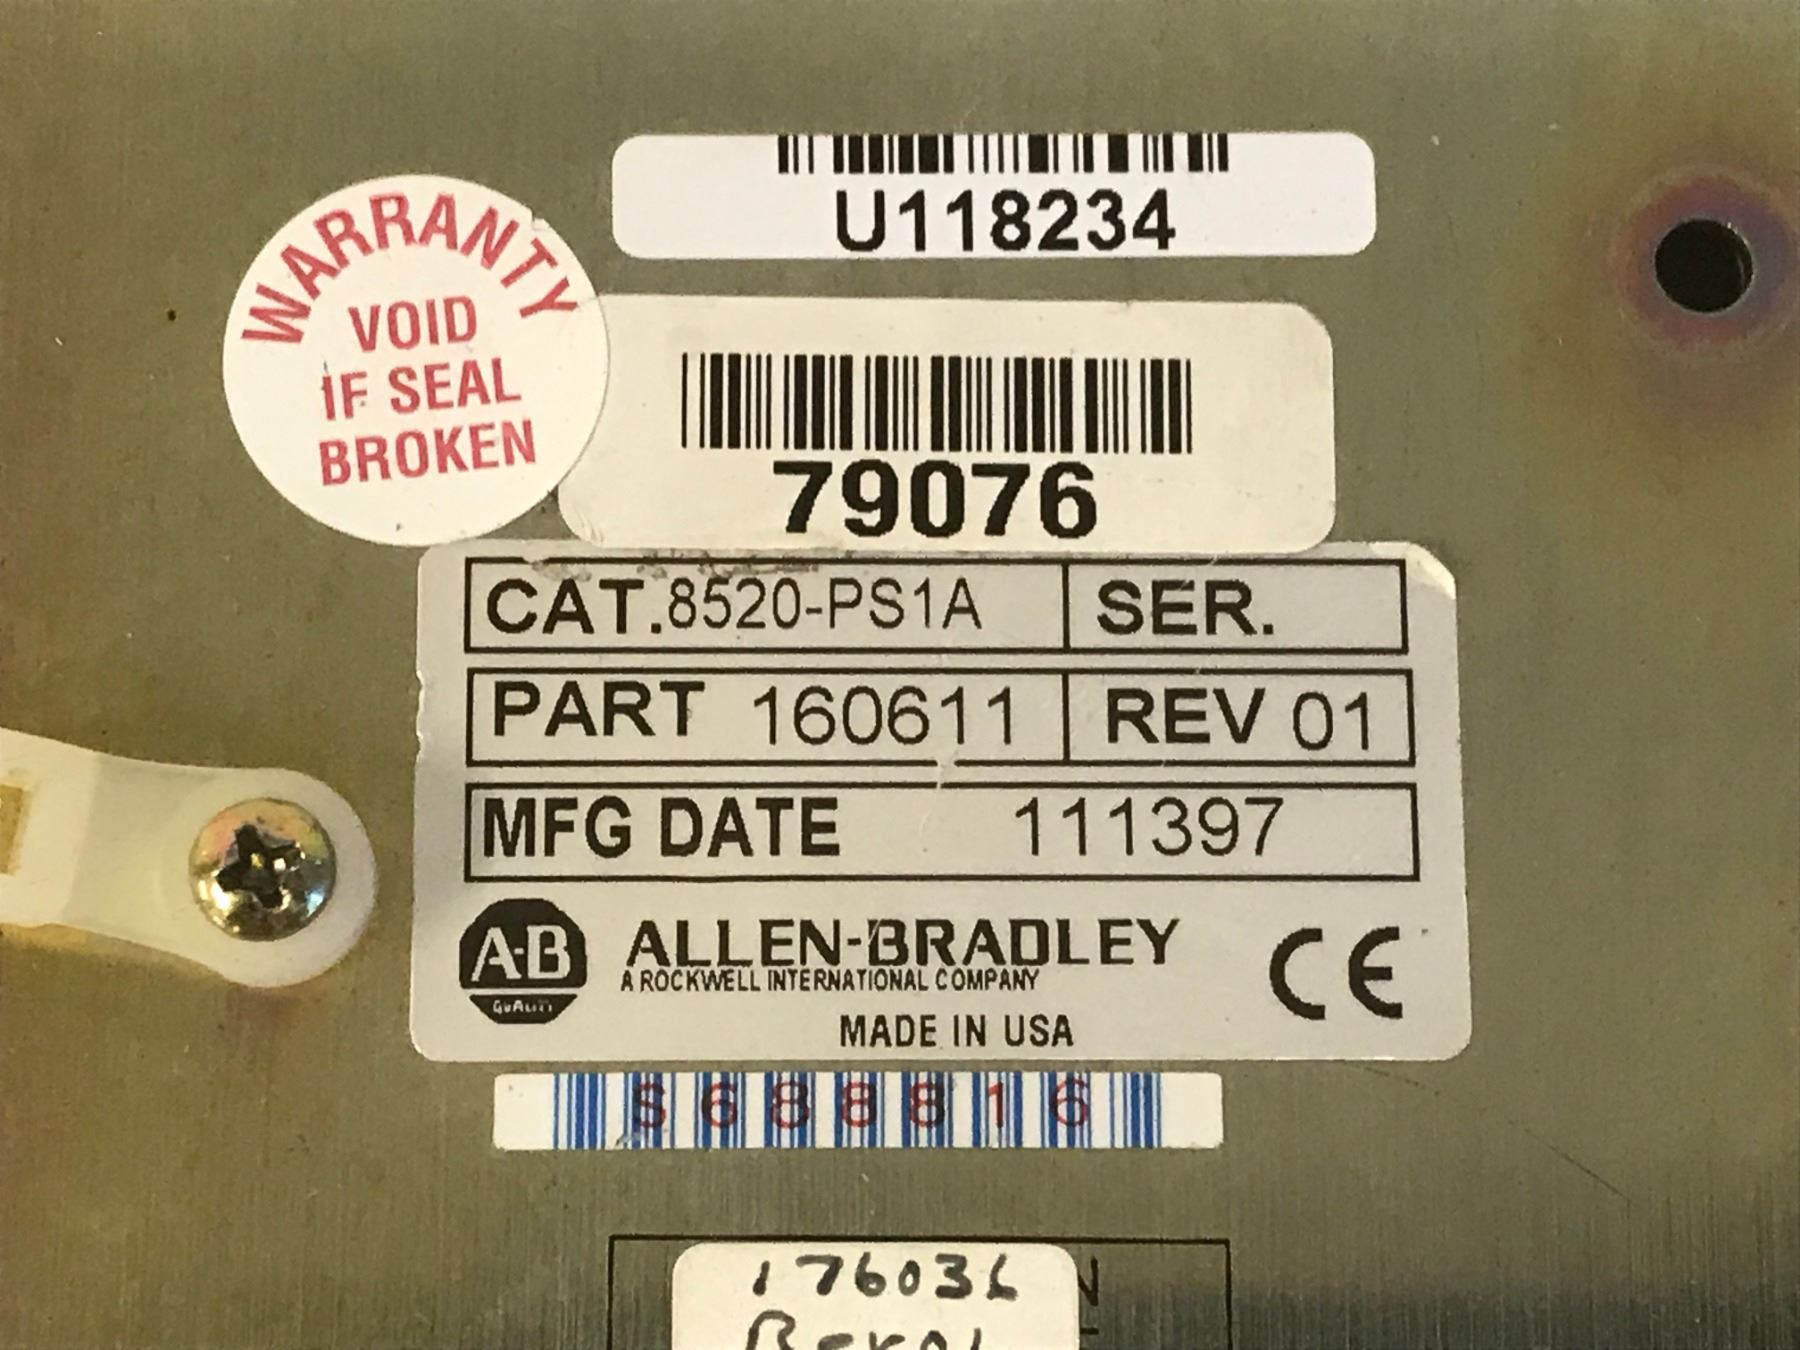 U118234
WARRANTY
VOID
IF SEAL
BROKEN
79076
CAT. 8520-PS1A SER.
PART 160611 REV 01
MFG DATE 111397
A-B
QUALITY
ALLEN-BRADLEY
A ROCKWELL INTERNATIONAL COMPANY
CE
MADE IN USA
S688816
N